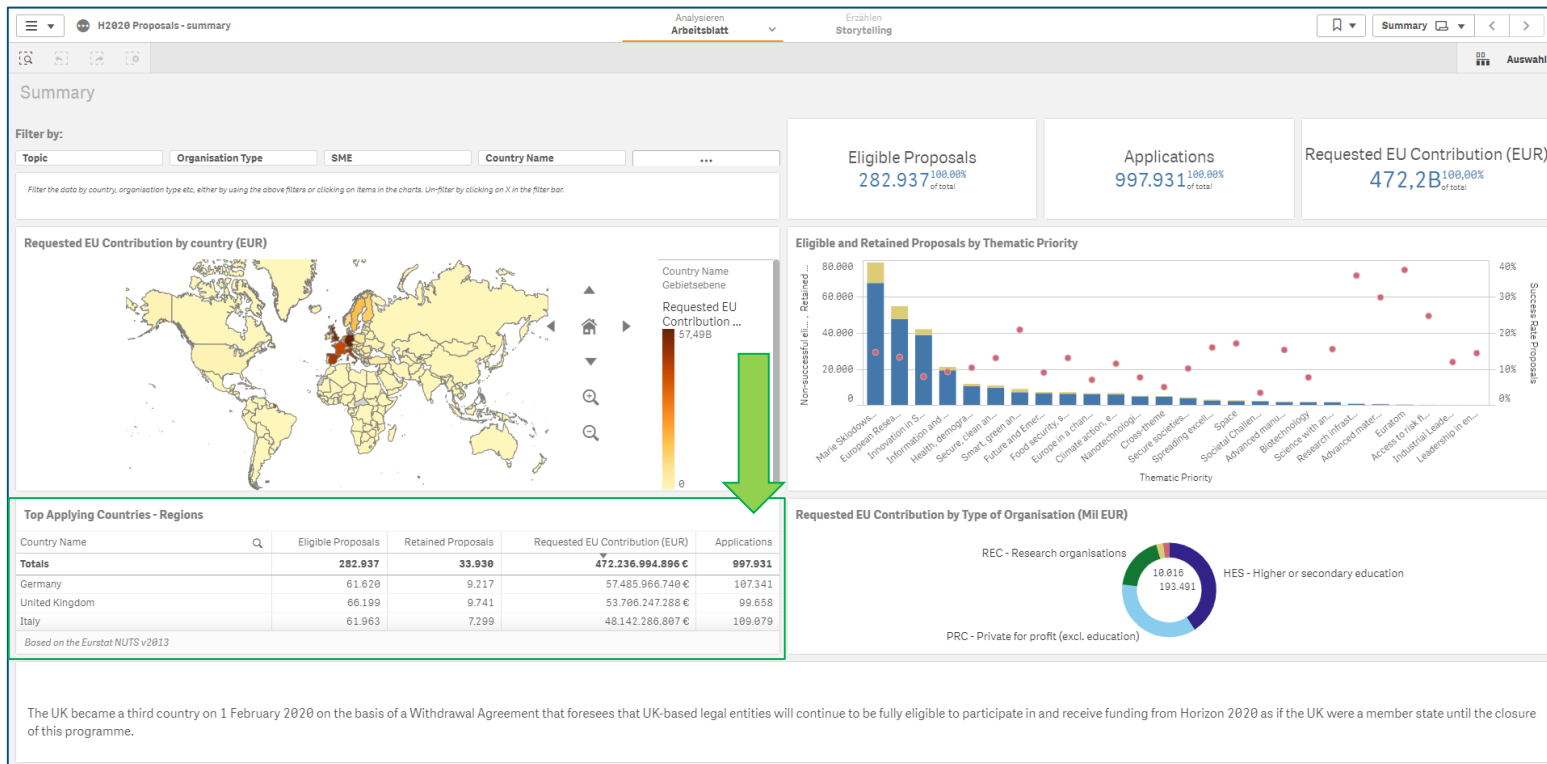 H2020 Proposals - summary
Analysieren
Arbeitsblatt
Erzählen
Storytelling
Summary
Auswahl
Summary
Filter by:
Topic
Organisation Type
SME
Country Name
...
Filter the data by country, organisation type etc, either by using the above filters or clicking on items in the charts. Un-filter by clicking on X in the filter bar.
Eligible Proposals
282.937 100,00% of total
Applications
997.931 100,00% of total
Requested EU Contribution (EUR)
472,2B 100,00% of total
Requested EU Contribution by country (EUR)
Country Name
Gebietsebene
Requested EU
Contribution ...
57,49B
0
Eligible and Retained Proposals by Thematic Priority
Non-successful eli... , Retained ...
80.000
60.000
40.000
20.000
0
40%
30%
20%
10%
0%
Success Rate Proposals
Marie Sklodows...
European Resea...
Innovation in S...
Information and ...
Health, demogra...
Secure, clean an...
Smart, green an...
Future and Emer...
Food security, s...
Europe in a chan...
Climate action, e...
Nanotechnologi...
Cross-theme
Secure societies...
Spreading excell...
Space
Societal Challen...
Advanced manu...
Biotechnology
Science with an...
Research infrast...
Advanced mater...
Euratom
Access to risk fi...
Industrial Leade...
Leadership in en...
Thematic Priority
Top Applying Countries - Regions
Country Name Eligible Proposals Retained Proposals Requested EU Contribution (EUR) Applications
Totals 282.937 33.930 472.236.994.896 € 997.931
Germany 61.620 9.217 57.485.966.740 € 107.341
United Kingdom 66.199 9.741 53.706.247.288 € 99.658
Italy 61.963 7.299 48.142.286.807 € 109.079
Based on the Eurstat NUTS v2013
Requested EU Contribution by Type of Organisation (Mil EUR)
REC - Research organisations
10.016
193.491
HES - Higher or secondary education
PRC - Private for profit (excl. education)
The UK became a third country on 1 February 2020 on the basis of a Withdrawal Agreement that foresees that UK-based legal entities will continue to be fully eligible to participate in and receive funding from Horizon 2020 as if the UK were a member state until the closure
of this programme.